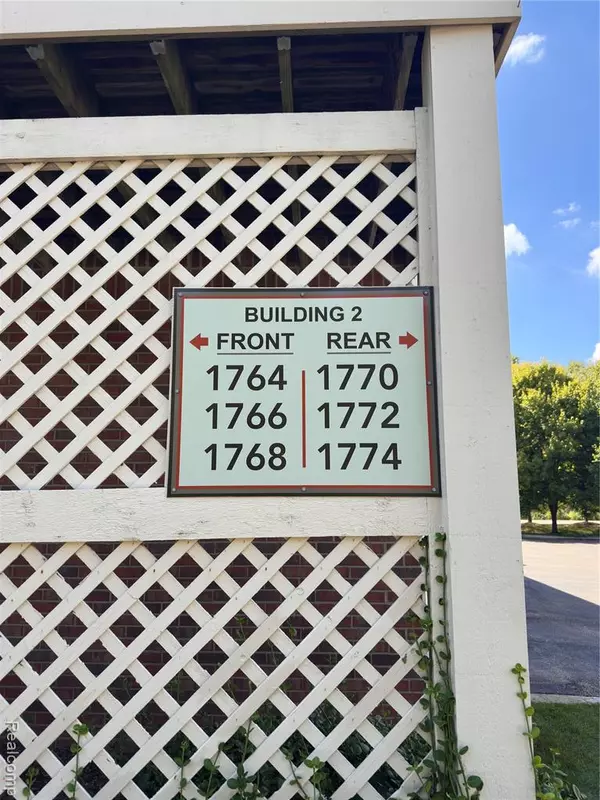 BUILDING 2
FRONT REAR
1764 1770
1766 1772
1768 1774
Realcomp